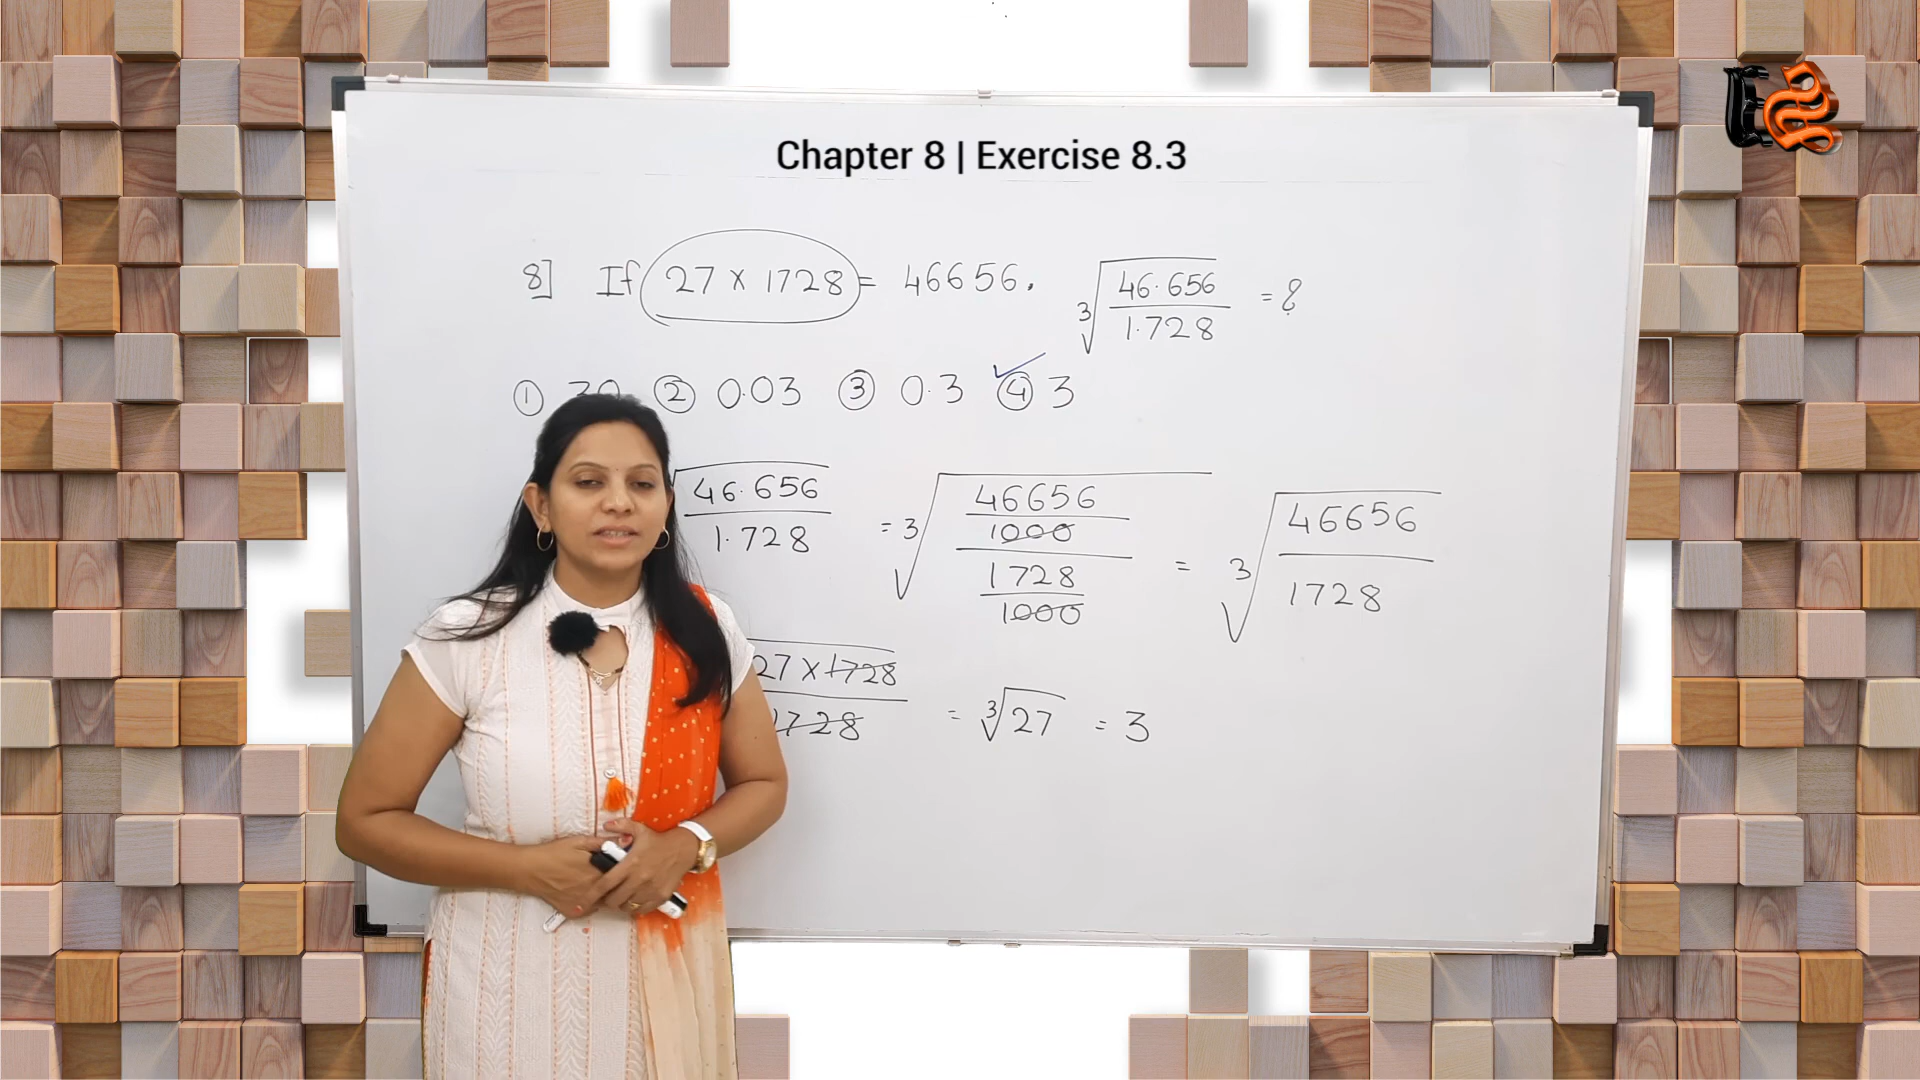 Chapter 8 | Exercise 8.3
8] If 27 x 1728 = 46656. ∛(46.656/1.728) = ?
① 30 ② 0.03 ③ 0.3 ④ 3
46.656/1.728 = ∛((46656/1000)/(1728/1000)) = ∛(46656/1728)
27 x 1728/1728 = ∛27 = 3